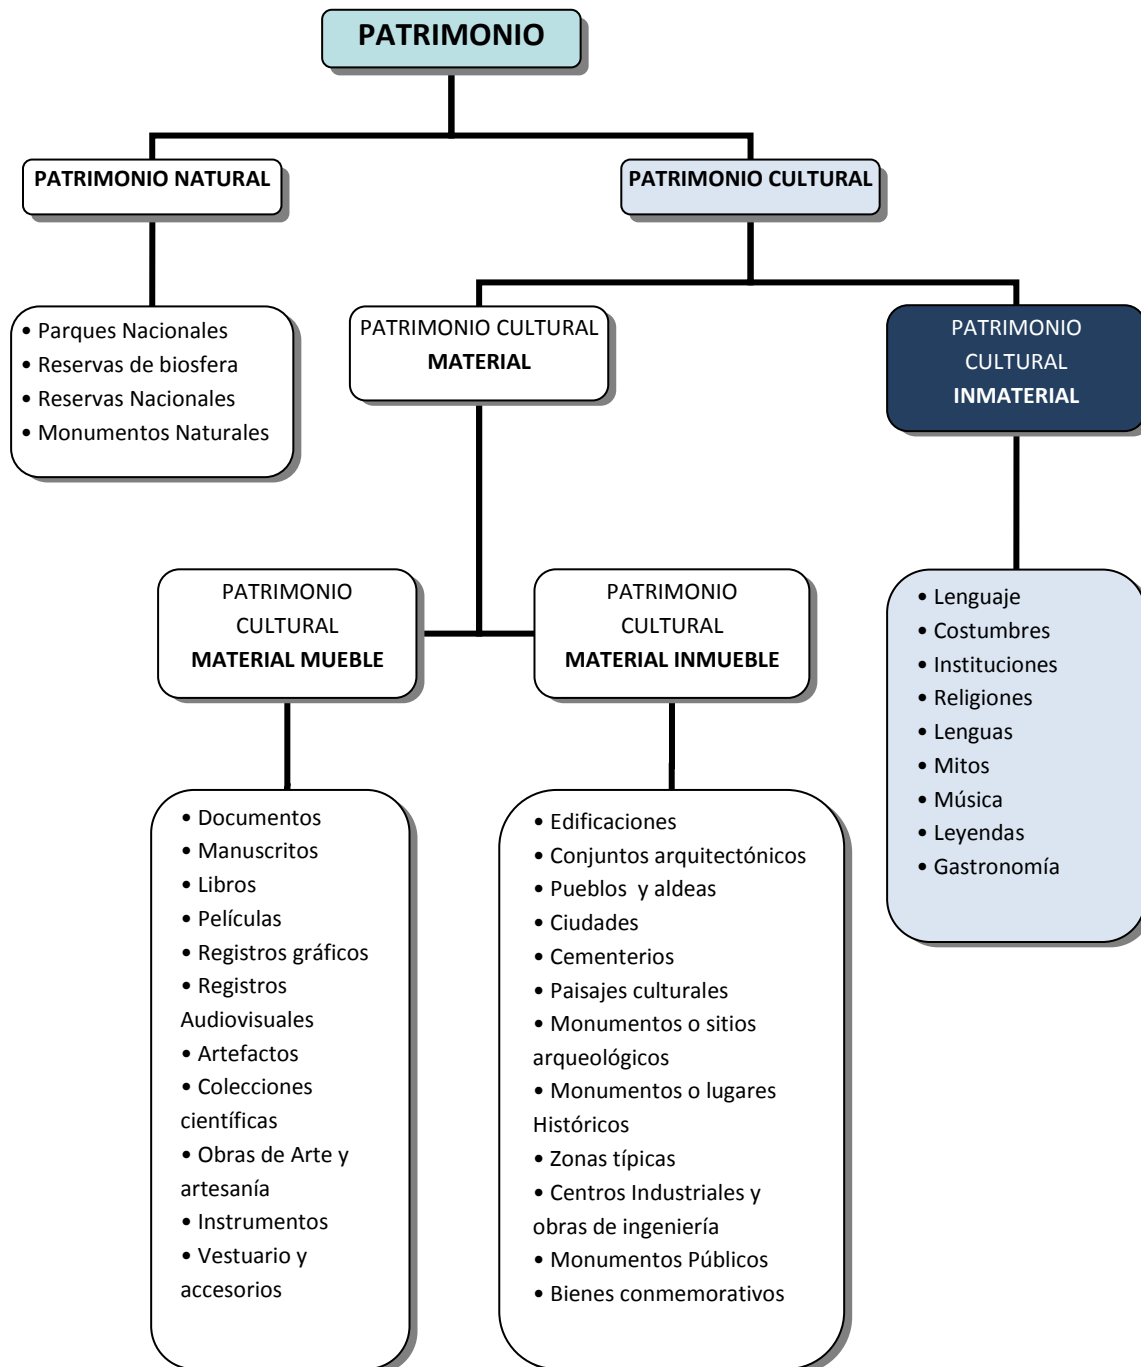 PATRIMONIO
PATRIMONIO NATURAL
PATRIMONIO CULTURAL
• Parques Nacionales
• Reservas de biosfera
• Reservas Nacionales
• Monumentos Naturales
PATRIMONIO CULTURAL
MATERIAL
PATRIMONIO
CULTURAL
INMATERIAL
PATRIMONIO
CULTURAL
MATERIAL MUEBLE
PATRIMONIO
CULTURAL
MATERIAL INMUEBLE
• Lenguaje
• Costumbres
• Instituciones
• Religiones
• Lenguas
• Mitos
• Música
• Leyendas
• Gastronomía
• Documentos
• Manuscritos
• Libros
• Películas
• Registros gráficos
• Registros
Audiovisuales
• Artefactos
• Colecciones
científicas
• Obras de Arte y
artesanía
• Instrumentos
• Vestuario y
accesorios
• Edificaciones
• Conjuntos arquitectónicos
• Pueblos y aldeas
• Ciudades
• Cementerios
• Paisajes culturales
• Monumentos o sitios
arqueológicos
• Monumentos o lugares
Históricos
• Zonas típicas
• Centros Industriales y
obras de ingeniería
• Monumentos Públicos
• Bienes conmemorativos